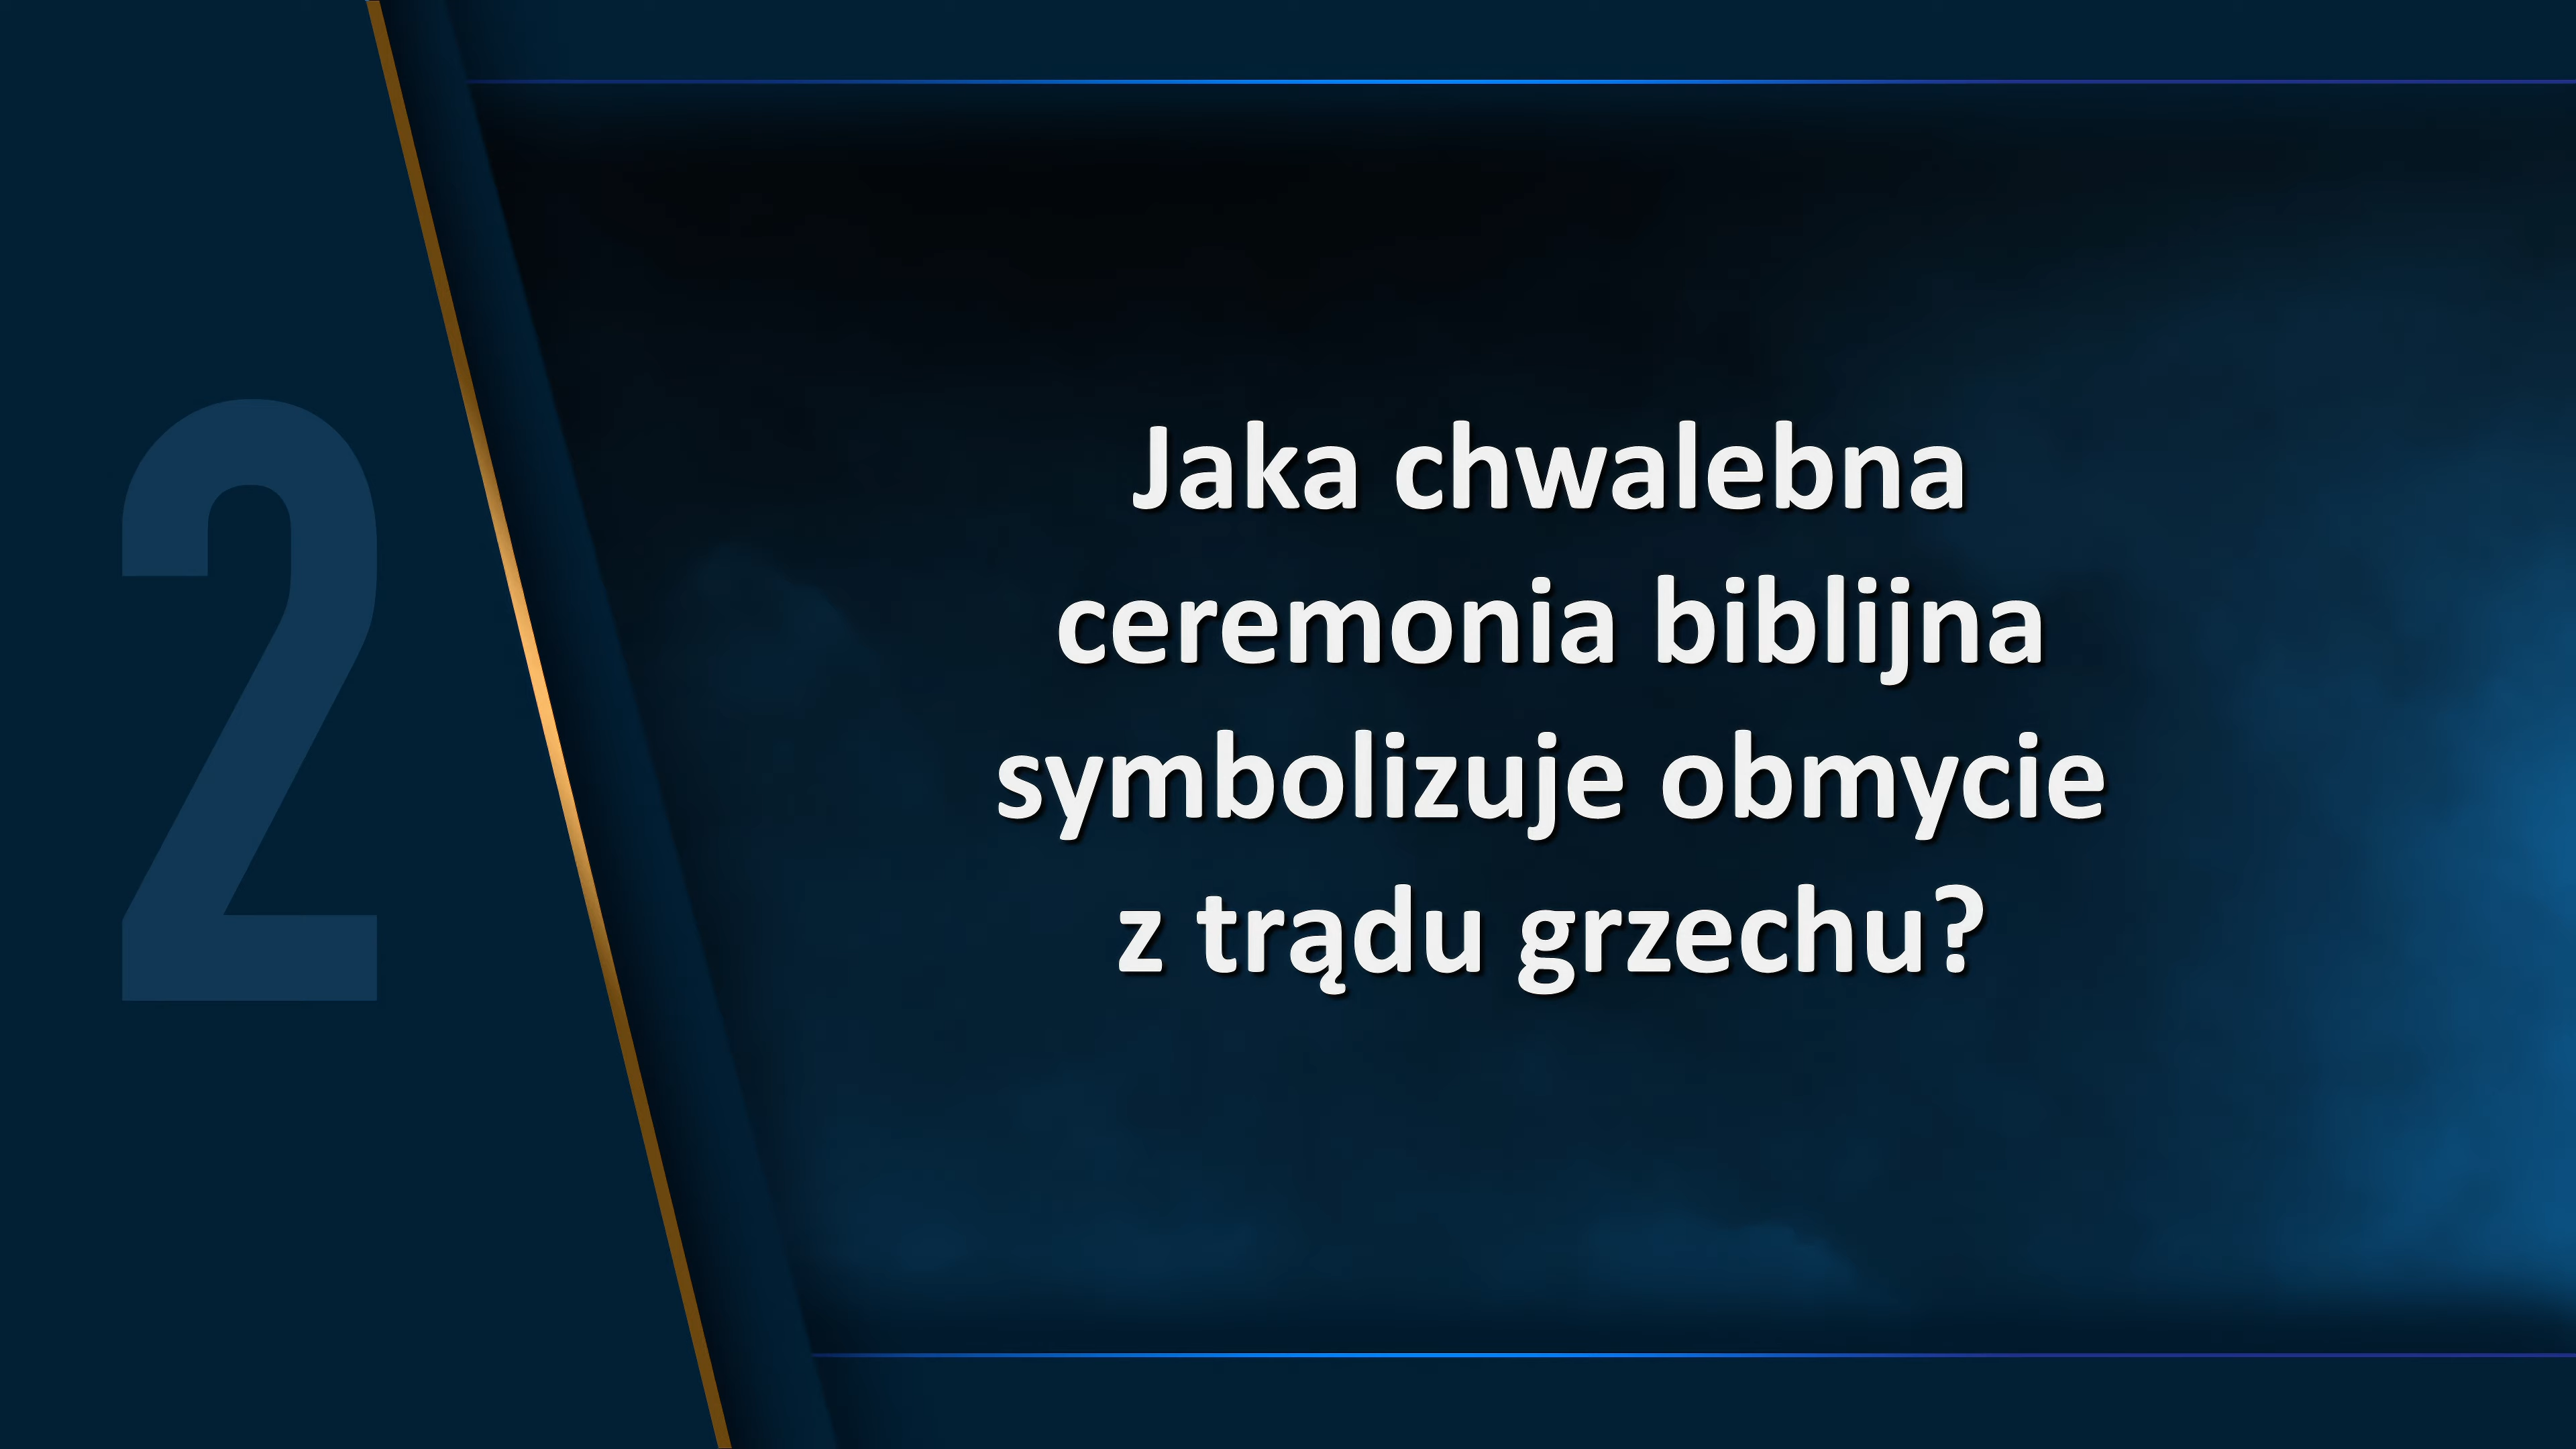 2
Jaka chwalebna
ceremonia biblijna
symbolizuje obmycie
z trądu grzechu?